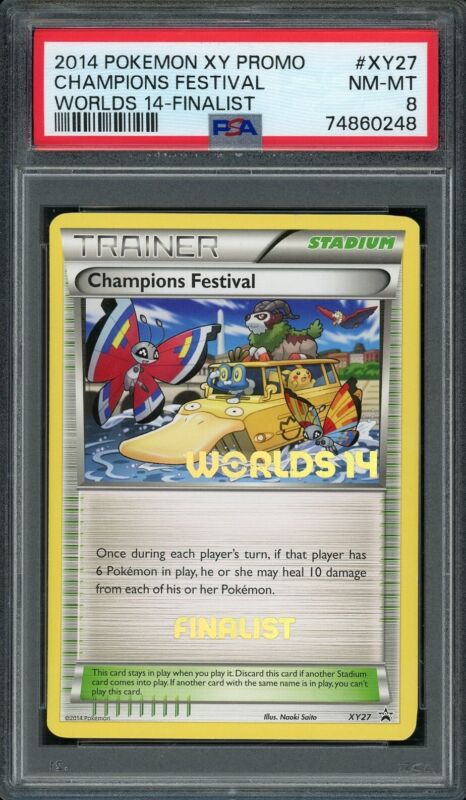 2014 POKEMON XY PROMO #XY27
CHAMPIONS FESTIVAL NM-MT
WORLDS 14-FINALIST 8
PSA 74860248
TRAINER STADIUM
Champions Festival
WORLDS 14
Once during each player's turn, if that player has
6 Pokémon in play, he or she may heal 10 damage
from each of his or her Pokémon.
FINALIST
This card stays in play when you play it. Discard this card if another Stadium
card comes into play. If another card with the same name is in play, you can't
play this card.
©2014 Pokémon Illus. Naoki Saito XY27